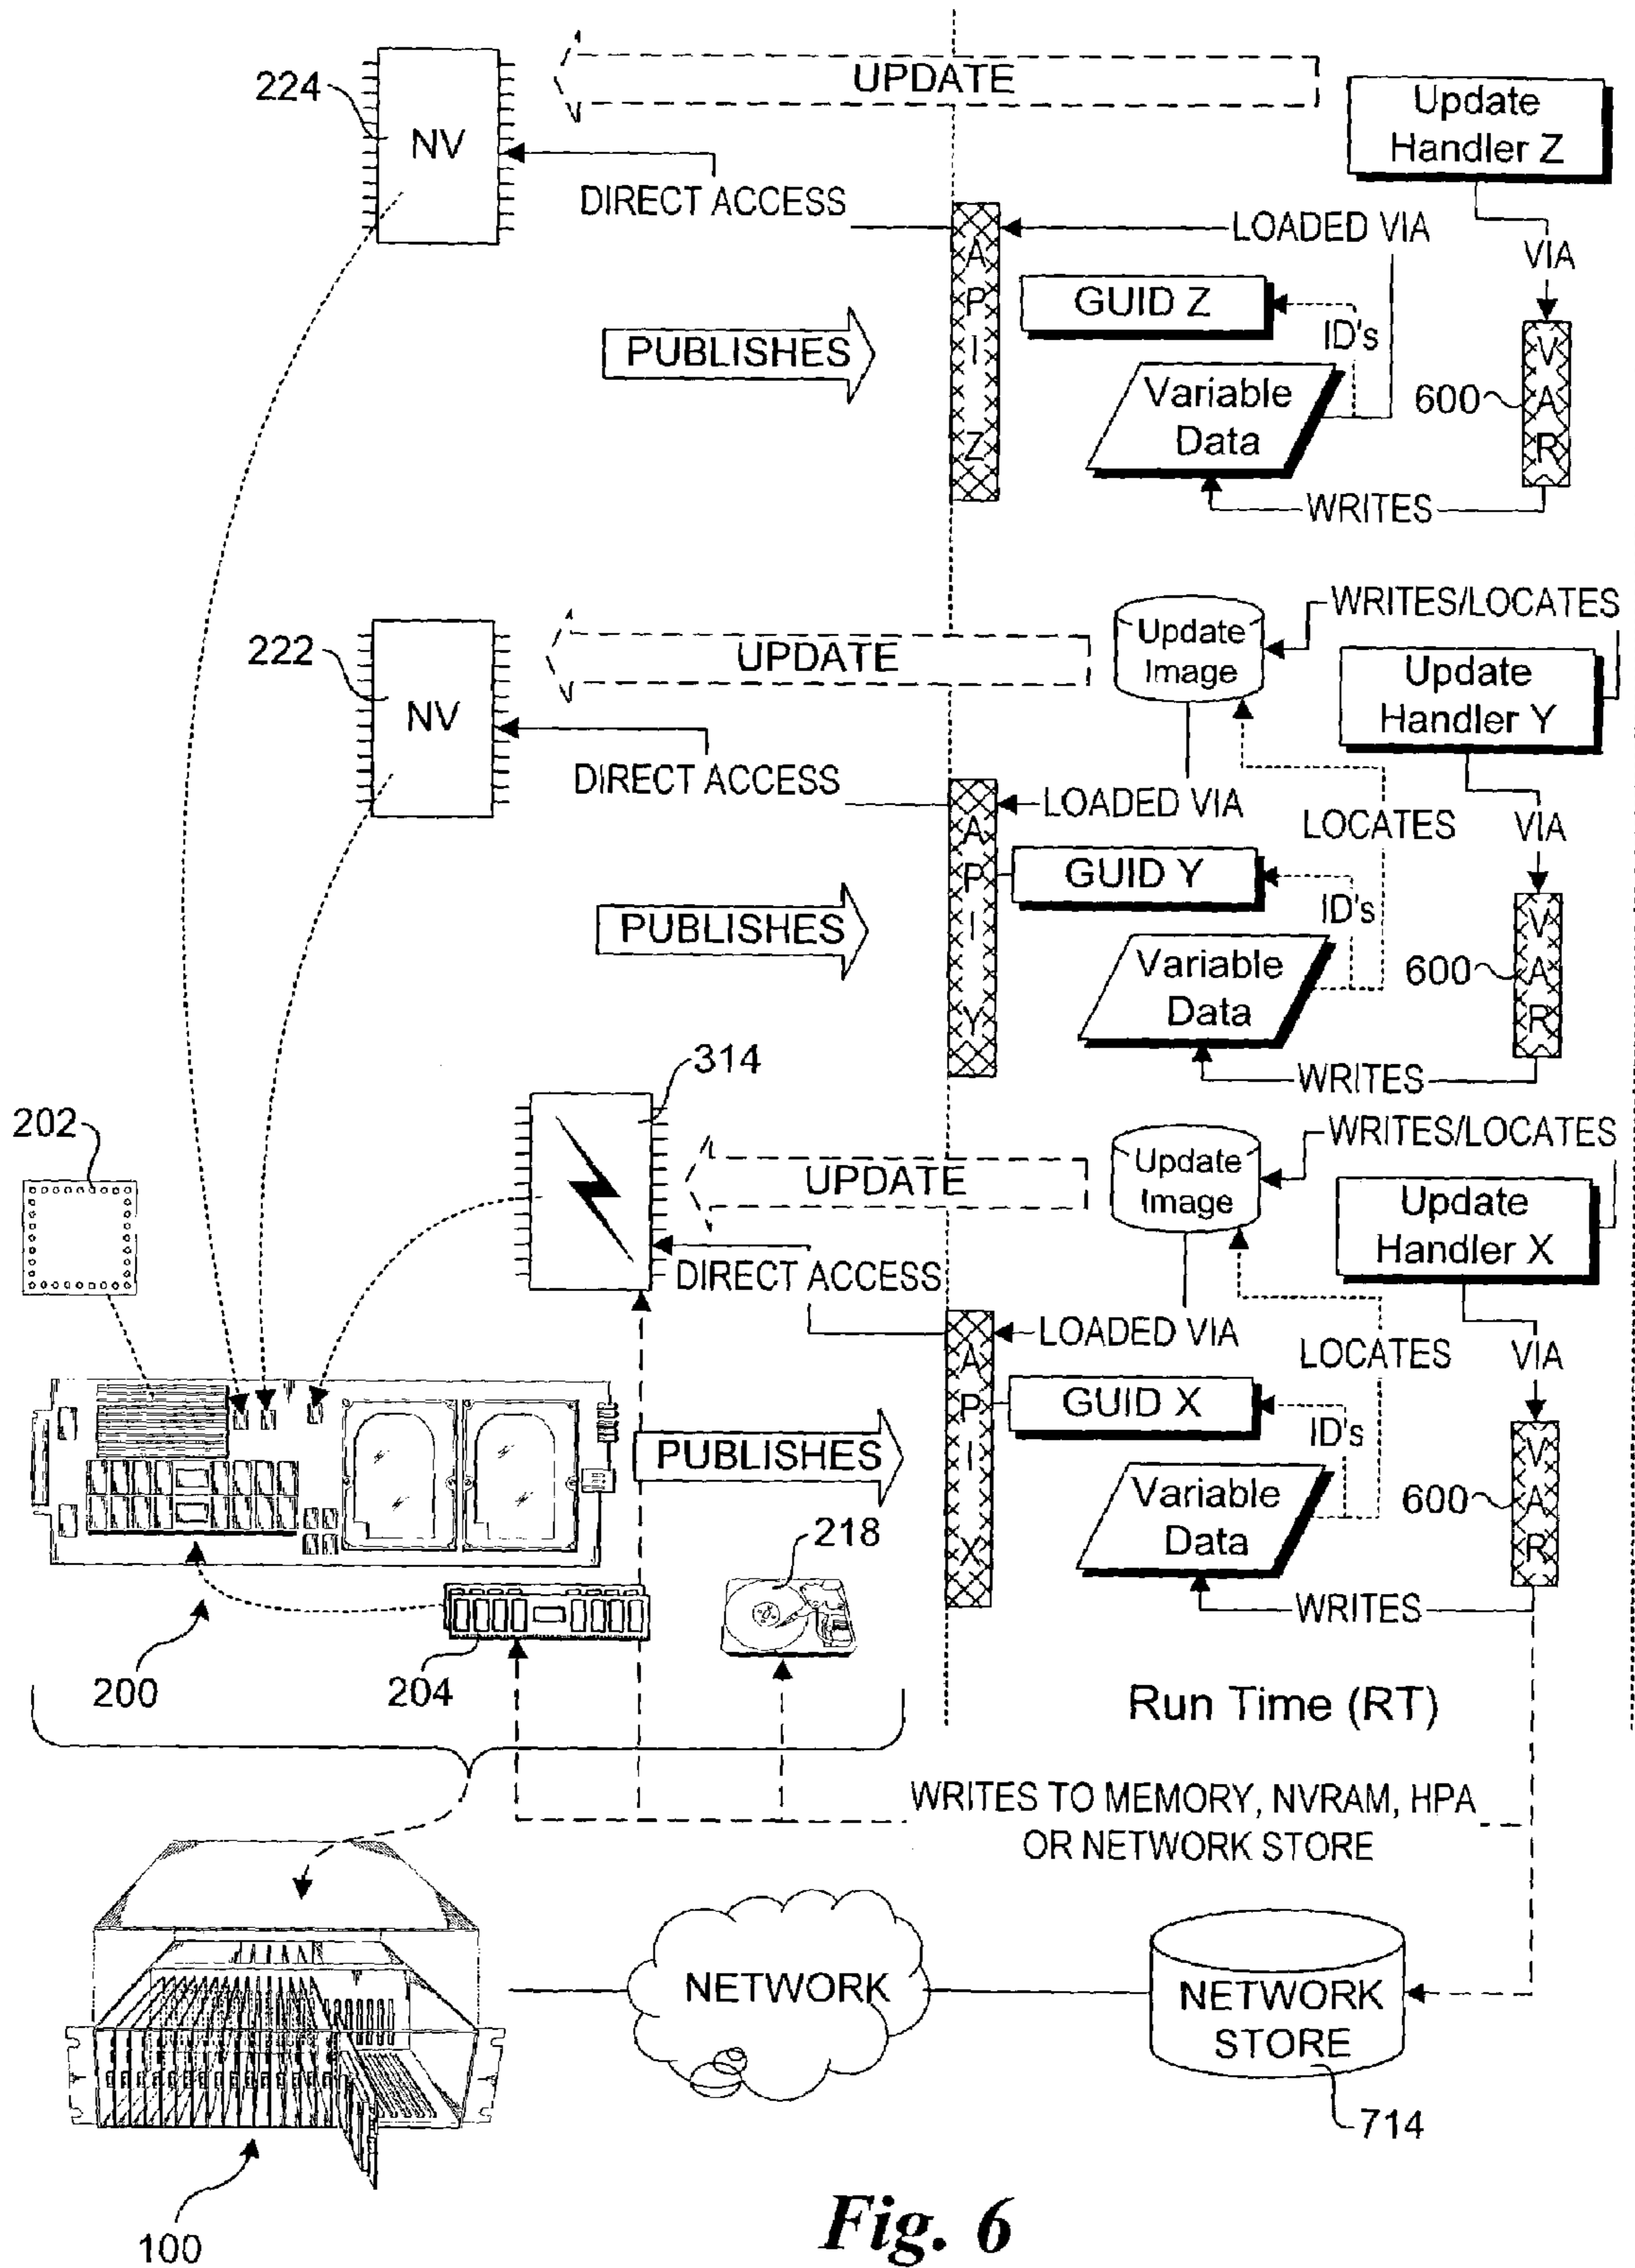 UPDATE
Update
Handler Z
224
NV
DIRECT ACCESS
LOADED VIA
VIA
A
P
I
Z
GUID Z
ID's
PUBLISHES
Variable
Data
600
V
A
R
WRITES
WRITES/LOCATES
Update
Image
222
UPDATE
Update
Handler Y
NV
DIRECT ACCESS
LOADED VIA
LOCATES
VIA
A
P
I
Y
GUID Y
ID's
PUBLISHES
Variable
Data
600
V
A
R
314
WRITES
202
WRITES/LOCATES
Update
Image
UPDATE
Update
Handler X
DIRECT ACCESS
LOADED VIA
LOCATES
VIA
A
P
I
X
GUID X
ID's
PUBLISHES
Variable
Data
600
V
A
R
218
WRITES
200
204
Run Time (RT)
WRITES TO MEMORY, NVRAM, HPA
OR NETWORK STORE
NETWORK
NETWORK
STORE
714
100
Fig. 6